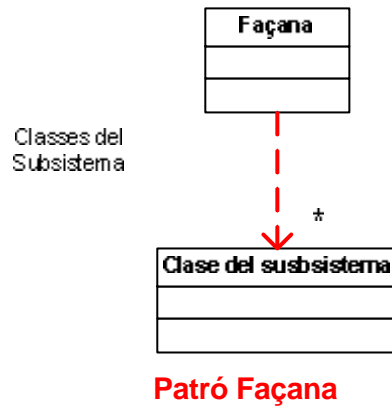 Façana
Classes del
Subsistema
*
Clase del susbsistema
Patró Façana